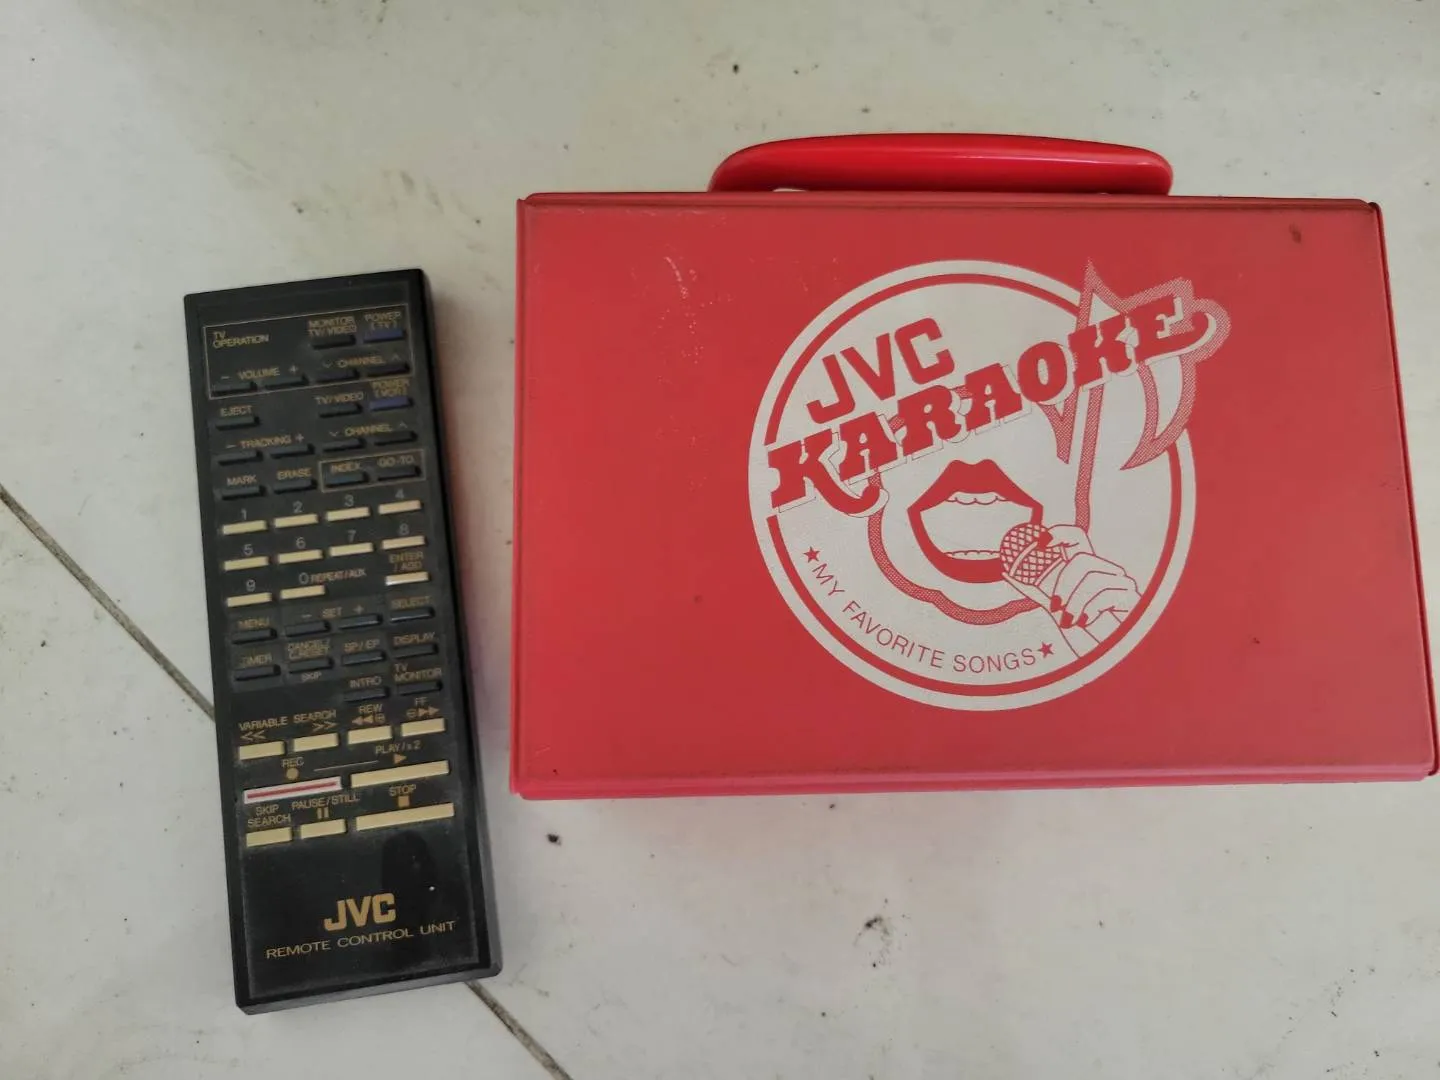 TV OPERATION
MONITOR TV/VIDEO
POWER (TV)
− VOLUME +
CHANNEL
EJECT
TV/VIDEO
POWER (VCR)
− TRACKING +
CHANNEL
MARK ERASE INDEX GO-TO
1 2 3 4
5 6 7 8
9 0 REPEAT/AUX
ENTER /ADD
MENU − SET + SELECT
TIMER
CANCEL/C.RESET
SP/EP DISPLAY
SKIP
INTRO
TV MONITOR
VARIABLE SEARCH
<< >>
REW FF
REC
PLAY/x2
SKIP SEARCH
PAUSE/STILL
STOP
JVC
REMOTE CONTROL UNIT
JVC
KARAOKE
★MY FAVORITE SONGS★